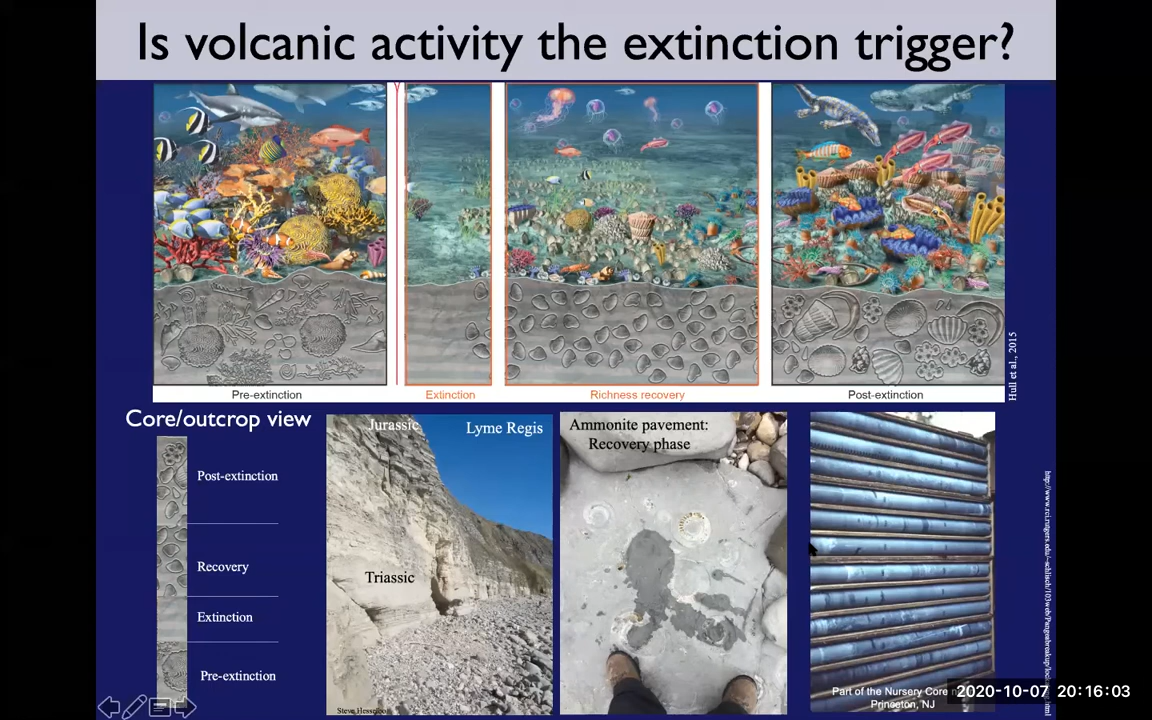 Is volcanic activity the extinction trigger?
Pre-extinction
Extinction
Richness recovery
Post-extinction
Hull et al., 2015
Core/outcrop view
Post-extinction
Recovery
Extinction
Pre-extinction
Jurassic
Lyme Regis
Triassic
Steve Hesselbo
Ammonite pavement:
Recovery phase
Part of the Nursery Core
Princeton, NJ
2020-10-07 20:16:03